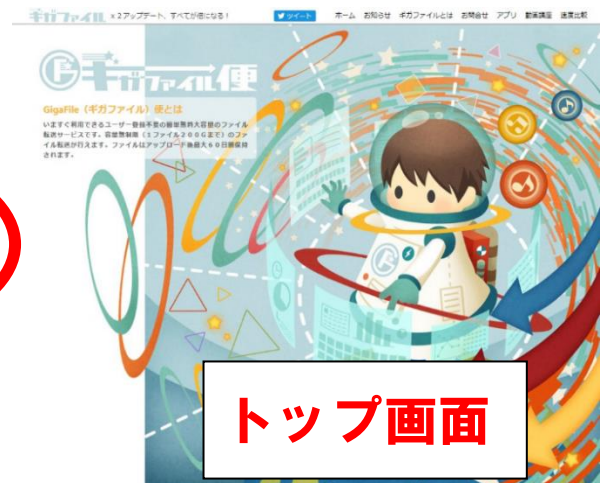 ギガファイル ×2アップデート、すべてが倍になる!
ツイート
ホーム お知らせ ギガファイルとは お問合せ アプリ 動画講座 速度比較
ギガファイル便
GigaFile(ギガファイル)便とは
いますぐ利用できるユーザー登録不要の簡単無料大容量のファイル
転送サービスです。容量無制限(1ファイル200Gまで)のファ
イル転送が行えます。ファイルはアップロード後最大60日間保持
されます。
トップ画面